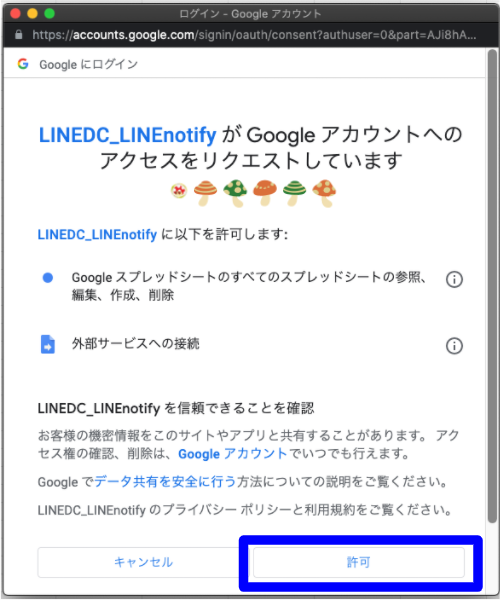 ログイン - Google アカウント
https://accounts.google.com/signin/oauth/consent?authuser=0&part=AJi8hA...
Google にログイン
LINEDC_LINEnotify が Google アカウントへの
アクセスをリクエストしています
LINEDC_LINEnotify に以下を許可します:
Google スプレッドシートのすべてのスプレッドシートの参照、
編集、作成、削除
外部サービスへの接続
LINEDC_LINEnotify を信頼できることを確認
お客様の機密情報をこのサイトやアプリと共有することがあります。 アク
セス権の確認、削除は、Google アカウントでいつでも行えます。
Google でデータ共有を安全に行う方法についての説明をご覧ください。
LINEDC_LINEnotify のプライバシー ポリシーと利用規約をご覧ください。
キャンセル
許可